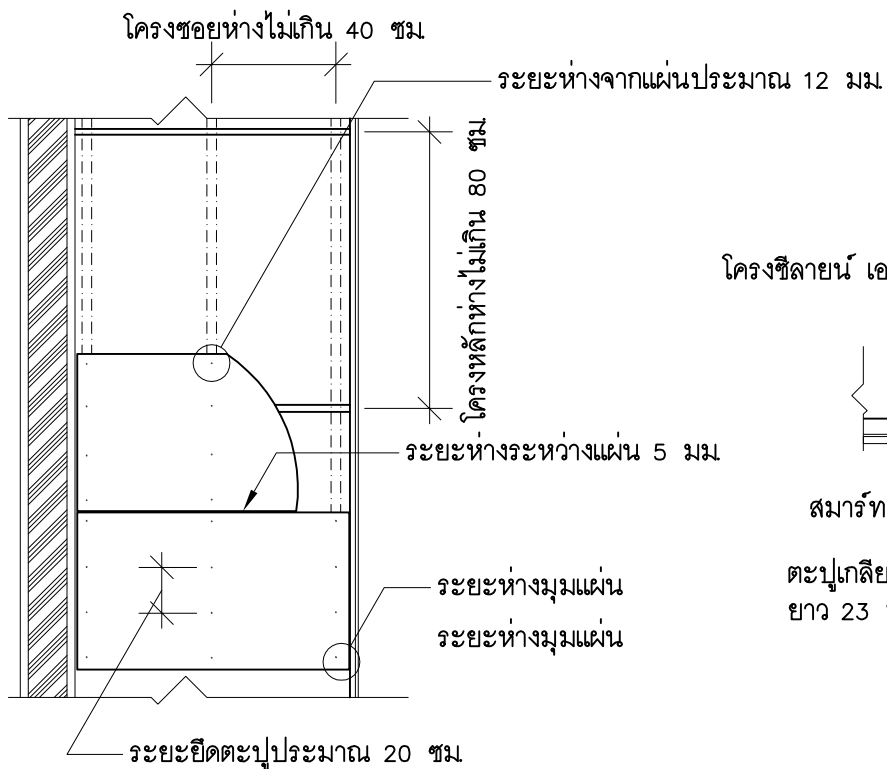 โครงซอยห่างไม่เกิน 40 ซม.
ระยะห่างจากแผ่นประมาณ 12 มม.
โครงหลักห่างไม่เกิน 80 ซม.
โครงซีลายน์ เอ
ระยะห่างระหว่างแผ่น 5 มม.
สมาร์ท
ตะปูเกลีย
ยาว 23
ระยะห่างมุมแผ่น
ระยะห่างมุมแผ่น
ระยะยึดตะปูประมาณ 20 ซม.